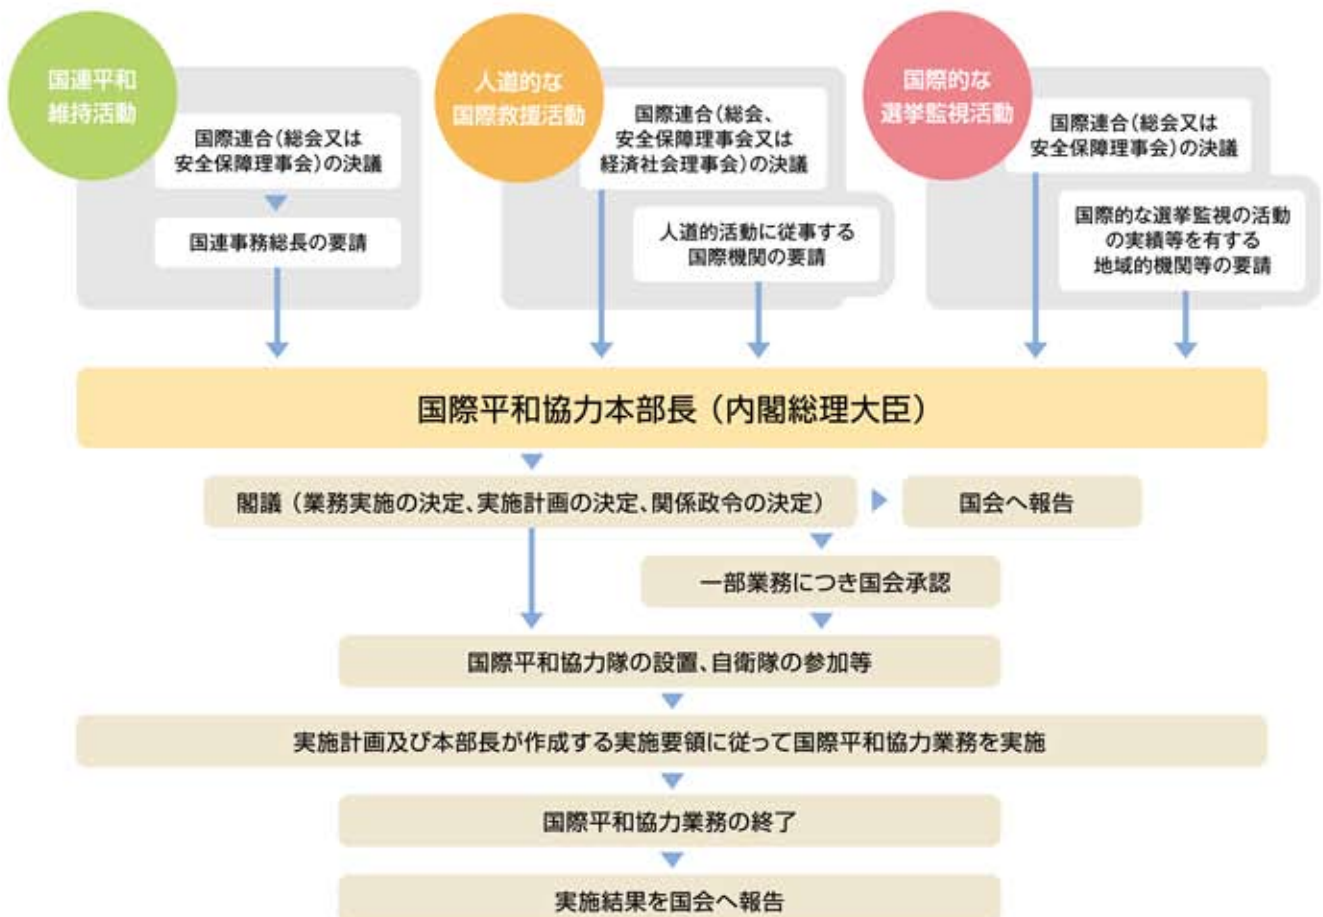 国連平和
維持活動
国際連合（総会又は
安全保障理事会）の決議
国連事務総長の要請
人道的な
国際救援活動
国際連合（総会、
安全保障理事会又は
経済社会理事会）の決議
人道的活動に従事する
国際機関の要請
国際的な
選挙監視活動
国際連合（総会又は
安全保障理事会）の決議
国際的な選挙監視の活動
の実績等を有する
地域的機関等の要請
国際平和協力本部長（内閣総理大臣）
閣議（業務実施の決定、実施計画の決定、関係政令の決定）
国会へ報告
一部業務につき国会承認
国際平和協力隊の設置、自衛隊の参加等
実施計画及び本部長が作成する実施要領に従って国際平和協力業務を実施
国際平和協力業務の終了
実施結果を国会へ報告